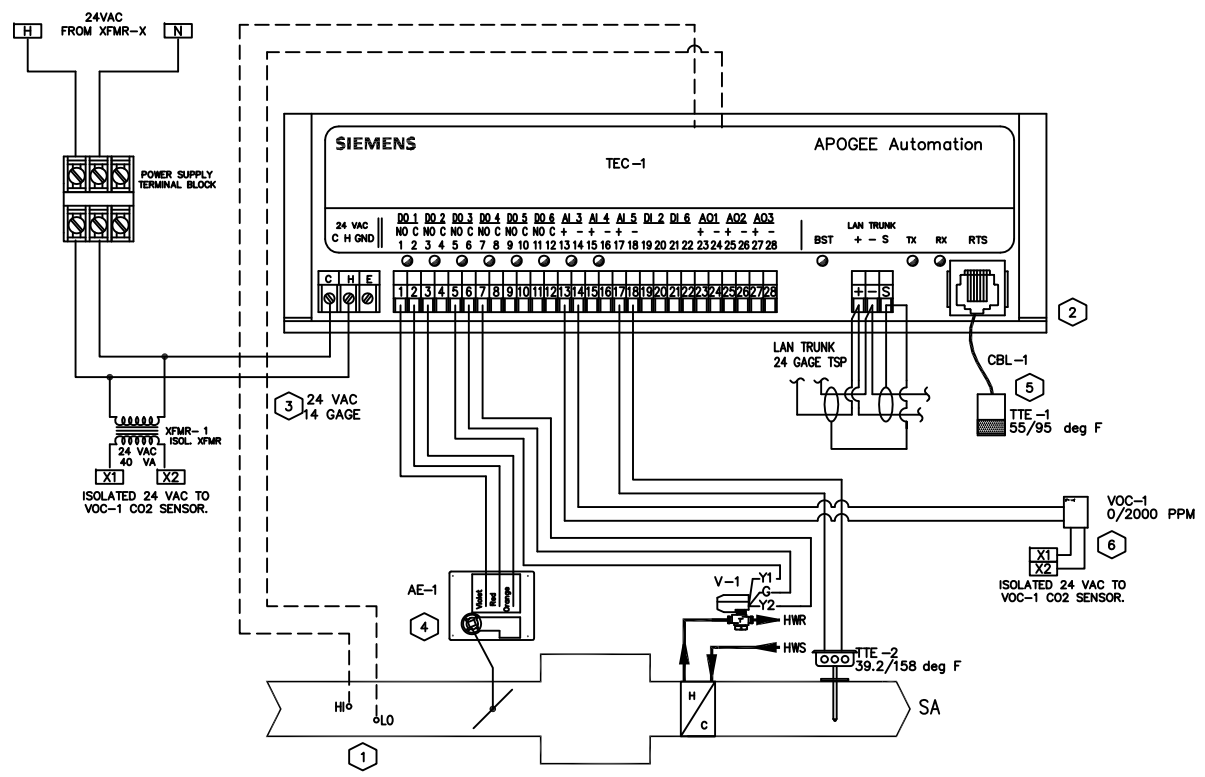 24VAC
FROM XFMR-X
H
N
POWER SUPPLY
TERMINAL BLOCK
SIEMENS
APOGEE Automation
TEC-1
24 VAC
C H GND
DO 1 DO 2 DO 3 DO 4 DO 5 DO 6 AI 3 AI 4 AI 5 DI 2 DI 6 AO1 AO2 AO3
NO C NO C NO C NO C NO C NO C + - + - + - + - + - + -
1 2 3 4 5 6 7 8 9 10 11 12 13 14 15 16 17 18 19 20 21 22 23 24 25 26 27 28
BST
LAN TRUNK
+ - S
TX
RX
RTS
C H E
1 2 3 4 5 6 7 8 9 10 11 12 13 14 15 16 17 18 19 20 21 22 23 24 25 26 27 28
+ - S
2
LAN TRUNK
24 GAGE TSP
CBL-1
5
TTE-1
55/95 deg F
3
24 VAC
14 GAGE
XFMR-1
ISOL. XFMR
24 VAC
40 VA
X1
X2
ISOLATED 24 VAC TO
VOC-1 CO2 SENSOR.
VOC-1
0/2000 PPM
6
X1
X2
ISOLATED 24 VAC TO
VOC-1 CO2 SENSOR.
AE-1
Violet
Red
Orange
4
V-1
Y1
G
Y2
HWR
HWS
TTE-2
39.2/158 deg F
HI
LO
H
C
SA
1